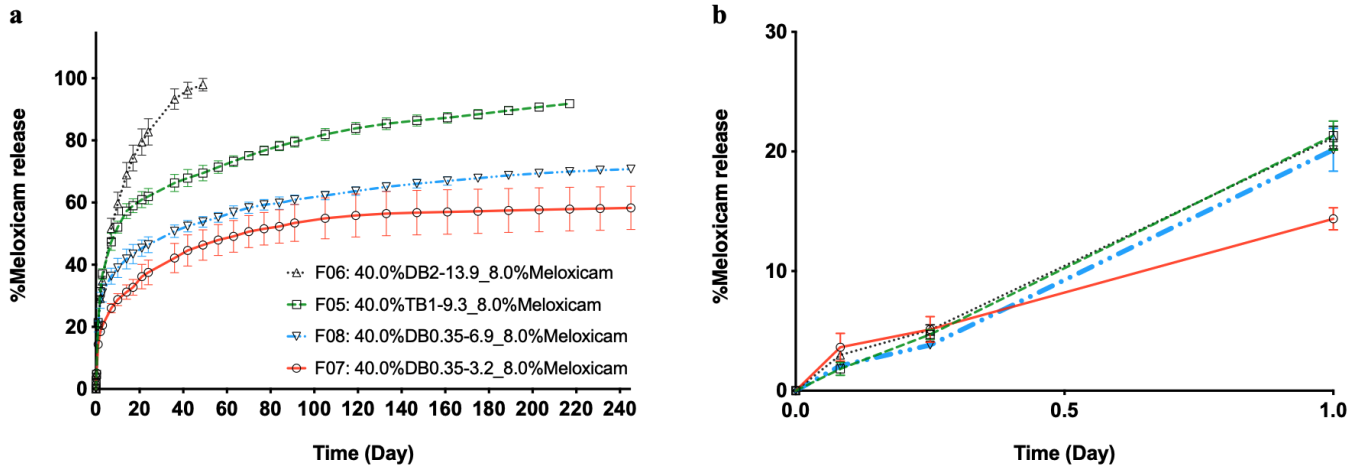 a
%Meloxicam release
100
80
60
40
20
0
F06: 40.0%DB2-13.9_8.0%Meloxicam
F05: 40.0%TB1-9.3_8.0%Meloxicam
F08: 40.0%DB0.35-6.9_8.0%Meloxicam
F07: 40.0%DB0.35-3.2_8.0%Meloxicam
0 20 40 60 80 100 120 140 160 180 200 220 240
Time (Day)
b
%Meloxicam release
30
20
10
0
0.0 0.5 1.0
Time (Day)